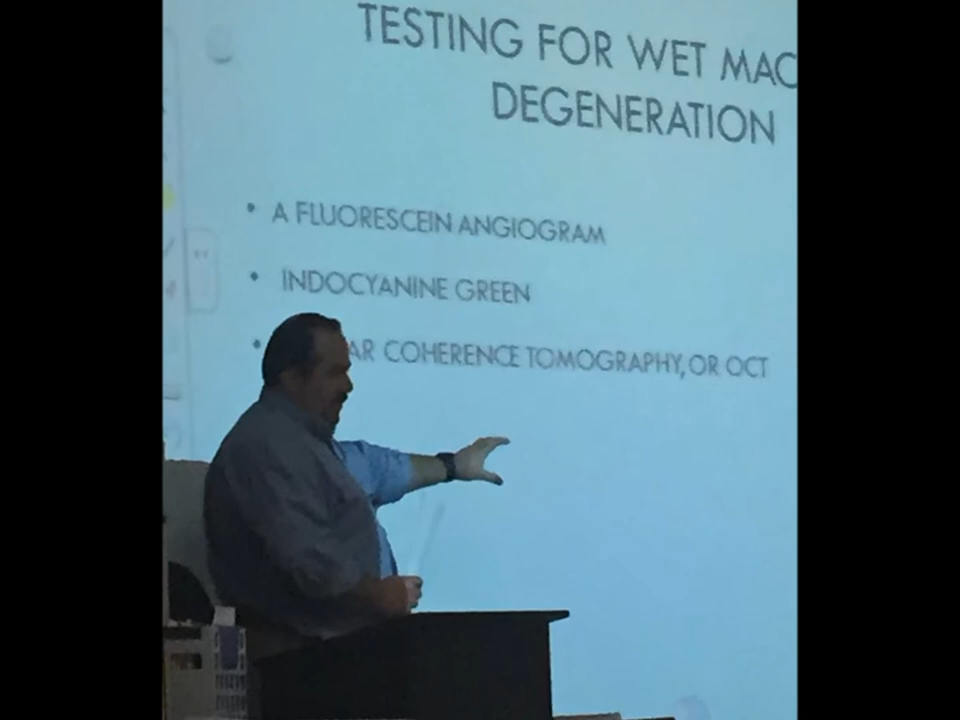 TESTING FOR WET MAC
DEGENERATION
• A FLUORESCEIN ANGIOGRAM
• INDOCYANINE GREEN
• AR COHERENCE TOMOGRAPHY, OR OCT